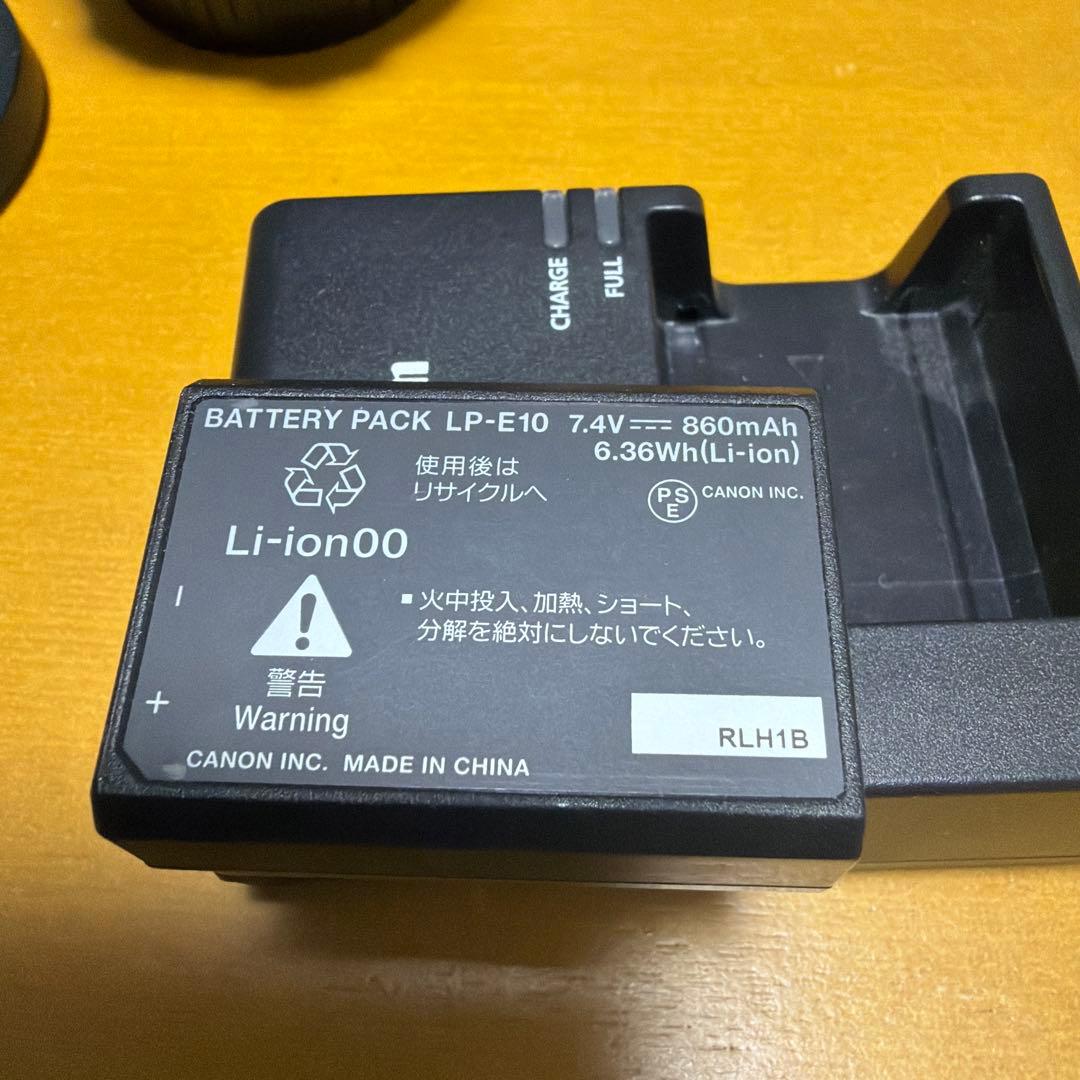 CHARGE
FULL
BATTERY PACK LP-E10 7.4V⎓860mAh
6.36Wh(Li-ion)
使用後は
リサイクルへ
PSE CANON INC.
Li-ion00
-
■火中投入、加熱、ショート、
分解を絶対にしないでください。
+
警告
Warning
RLH1B
CANON INC. MADE IN CHINA